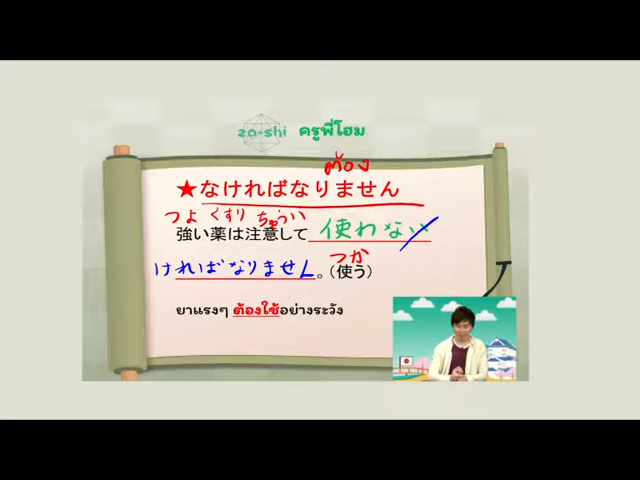 za-shi ครูพี่โฮม
ต้อง
★なければなりません
つよ くすり ちゅうい
強い薬は注意して使わない
つか
ければなりません。(使う)
ยาแรงๆ ต้องใช้อย่างระวัง